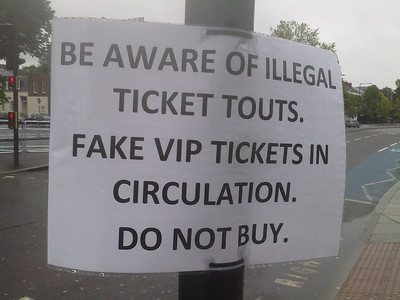 BE AWARE OF ILLEGAL
TICKET TOUTS.
FAKE VIP TICKETS IN
CIRCULATION.
DO NOT BUY.